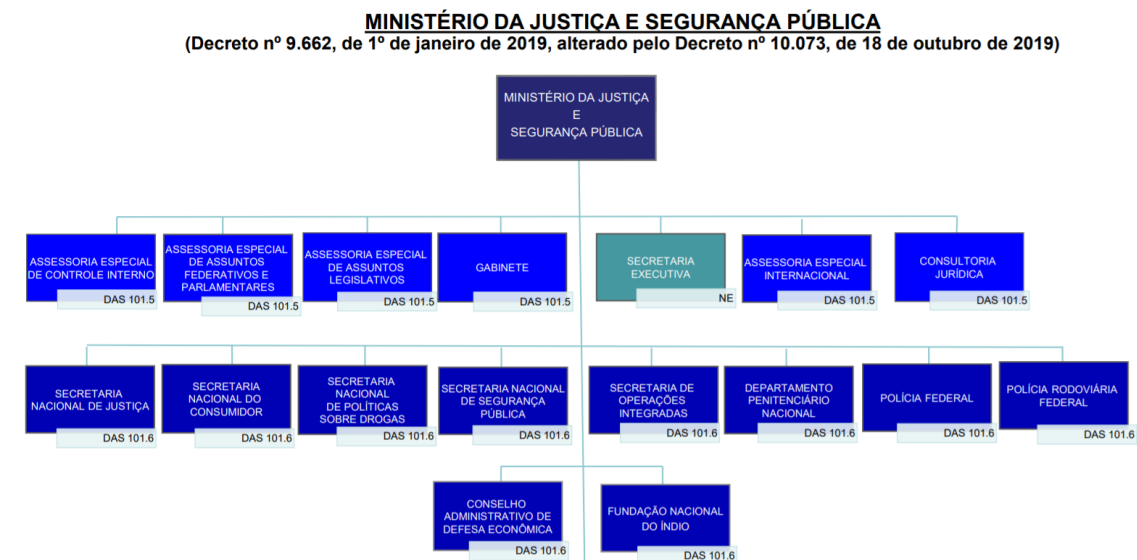 MINISTÉRIO DA JUSTIÇA E SEGURANÇA PÚBLICA
(Decreto nº 9.662, de 1º de janeiro de 2019, alterado pelo Decreto nº 10.073, de 18 de outubro de 2019)
MINISTÉRIO DA JUSTIÇA
E
SEGURANÇA PÚBLICA
ASSESSORIA ESPECIAL
DE CONTROLE INTERNO
DAS 101.5
ASSESSORIA ESPECIAL
DE ASSUNTOS
FEDERATIVOS E
PARLAMENTARES
DAS 101.5
ASSESSORIA ESPECIAL
DE ASSUNTOS
LEGISLATIVOS
DAS 101.5
GABINETE
DAS 101.5
SECRETARIA
EXECUTIVA
NE
ASSESSORIA ESPECIAL
INTERNACIONAL
DAS 101.5
CONSULTORIA
JURÍDICA
DAS 101.5
SECRETARIA
NACIONAL DE JUSTIÇA
DAS 101.6
SECRETARIA
NACIONAL DO
CONSUMIDOR
DAS 101.6
SECRETARIA
NACIONAL
DE POLÍTICAS
SOBRE DROGAS
DAS 101.6
SECRETARIA NACIONAL
DE SEGURANÇA
PÚBLICA
DAS 101.6
SECRETARIA DE
OPERAÇÕES
INTEGRADAS
DAS 101.6
DEPARTAMENTO
PENITENCIÁRIO
NACIONAL
DAS 101.6
POLÍCIA FEDERAL
DAS 101.6
POLÍCIA RODOVIÁRIA
FEDERAL
DAS 101.6
CONSELHO
ADMINISTRATIVO DE
DEFESA ECONÔMICA
DAS 101.6
FUNDAÇÃO NACIONAL
DO ÍNDIO
DAS 101.6